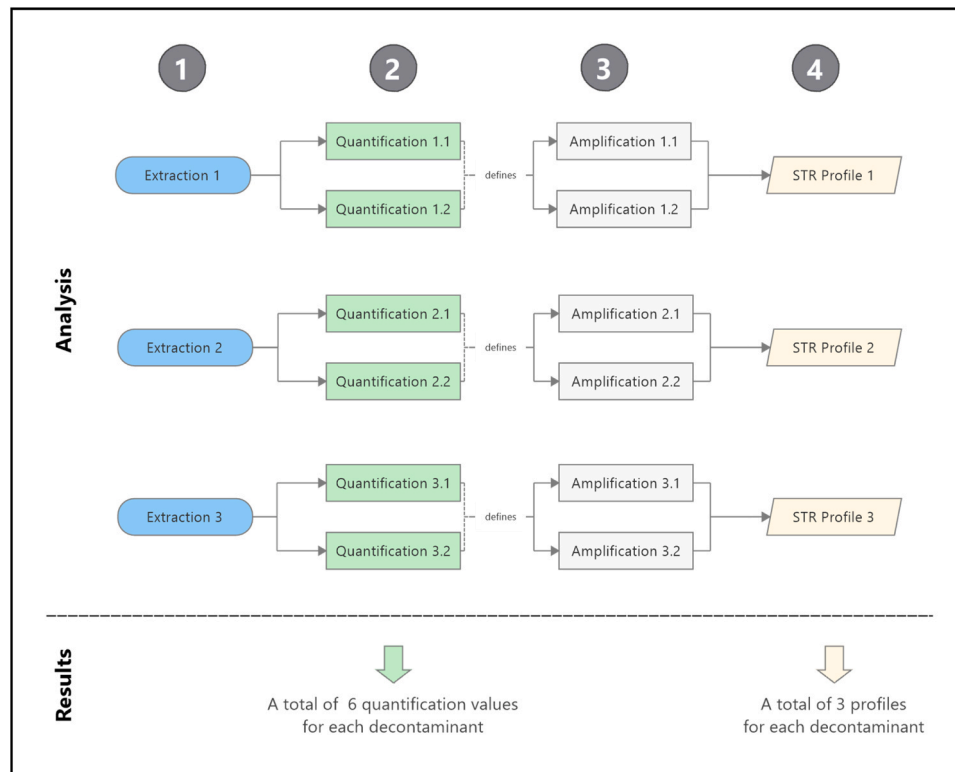 1
2
3
4
Analysis
Quantification 1.1
Amplification 1.1
Extraction 1
defines
STR Profile 1
Quantification 1.2
Amplification 1.2
Quantification 2.1
Amplification 2.1
Extraction 2
defines
STR Profile 2
Quantification 2.2
Amplification 2.2
Quantification 3.1
Amplification 3.1
Extraction 3
defines
STR Profile 3
Quantification 3.2
Amplification 3.2
Results
A total of 6 quantification values
for each decontaminant
A total of 3 profiles
for each decontaminant